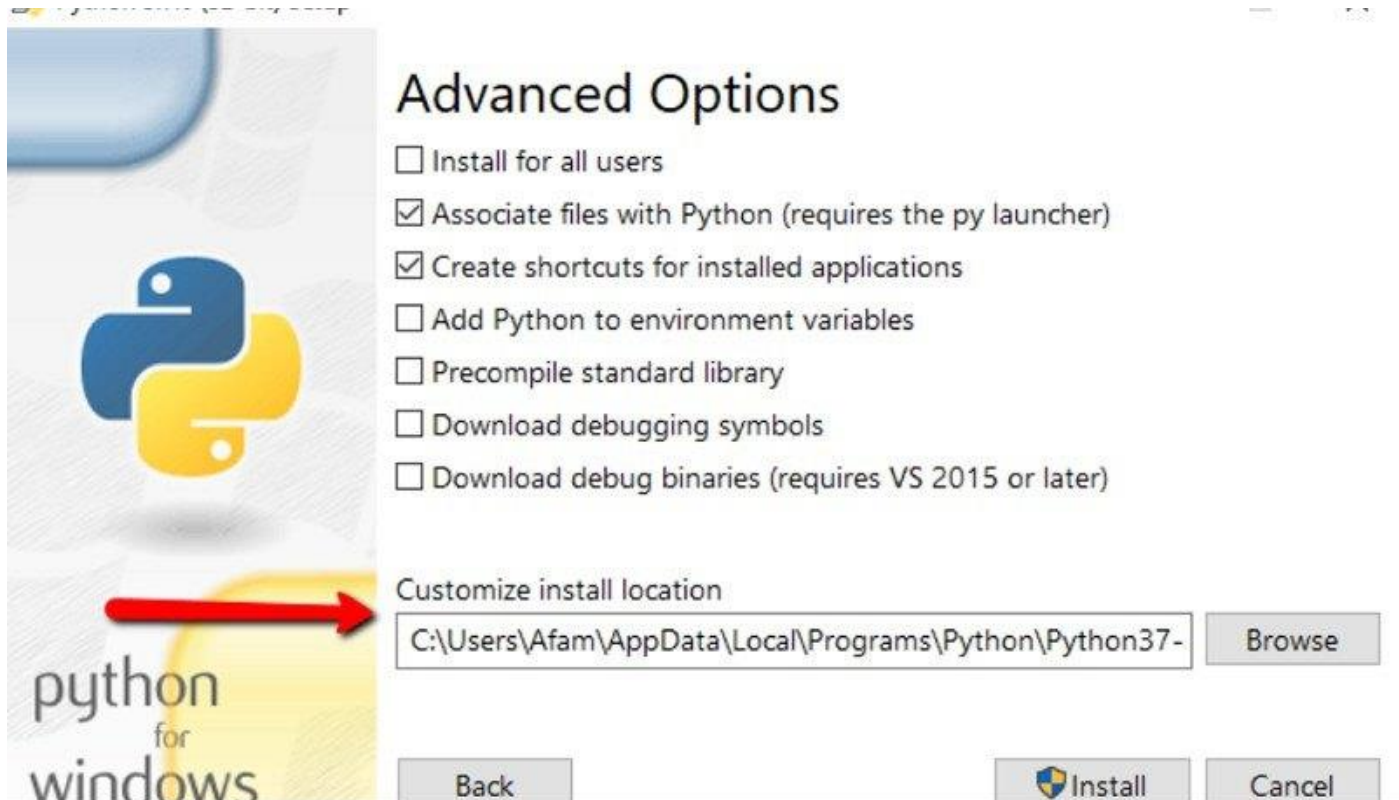 Advanced Options
Install for all users
Associate files with Python (requires the py launcher)
Create shortcuts for installed applications
Add Python to environment variables
Precompile standard library
Download debugging symbols
Download debug binaries (requires VS 2015 or later)
Customize install location
C:\Users\Afam\AppData\Local\Programs\Python\Python37-
Browse
python
for
windows
Back
Install
Cancel